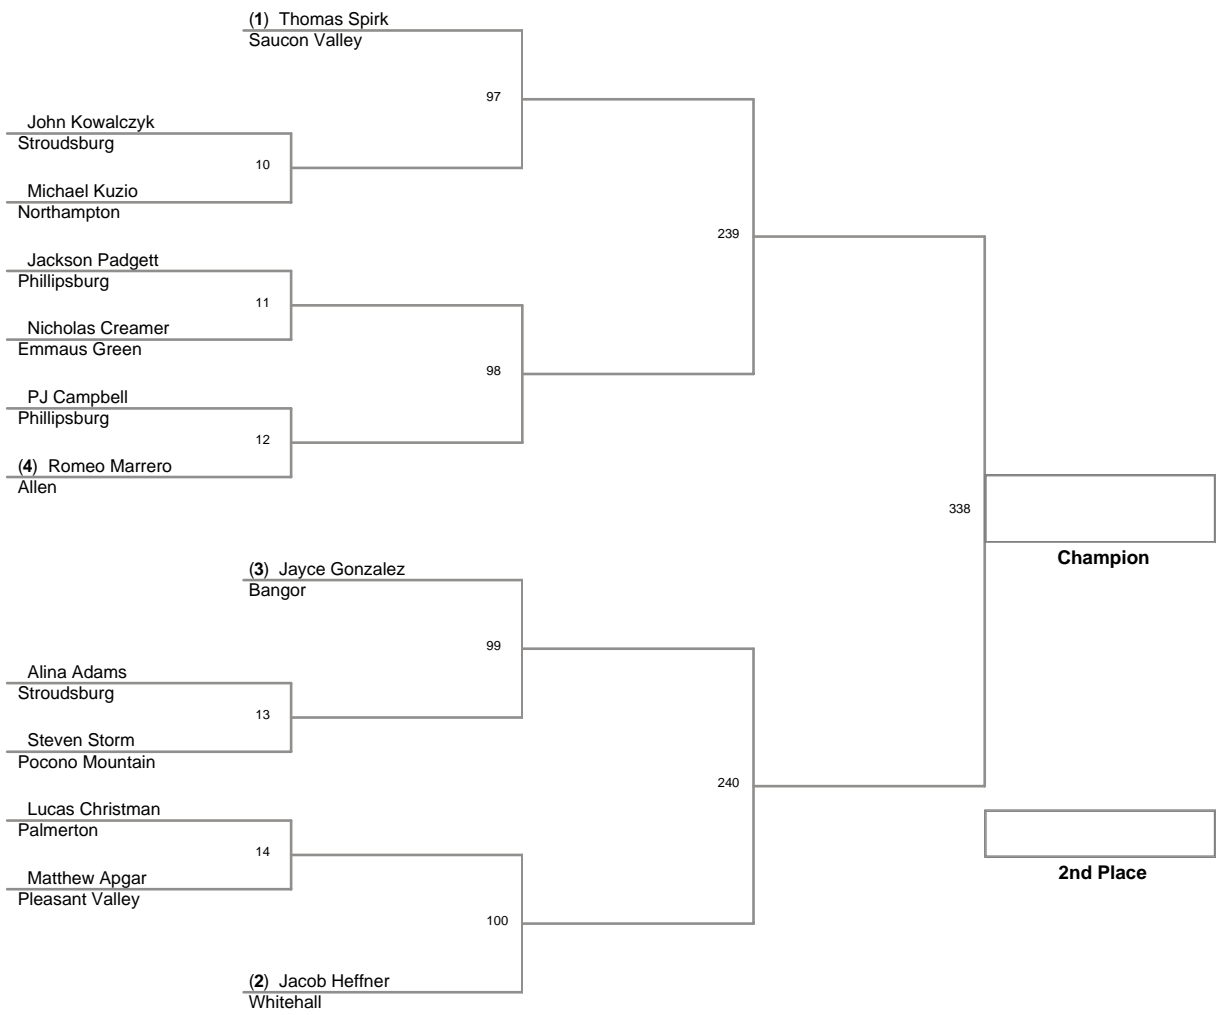 (1) Thomas Spirk
Saucon Valley
97
John Kowalczyk
Stroudsburg
10
Michael Kuzio
Northampton
239
Jackson Padgett
Phillipsburg
11
Nicholas Creamer
Emmaus Green
98
PJ Campbell
Phillipsburg
12
(4) Romeo Marrero
Allen
338
Champion
(3) Jayce Gonzalez
Bangor
99
Alina Adams
Stroudsburg
13
Steven Storm
Pocono Mountain
240
Lucas Christman
Palmerton
14
Matthew Apgar
Pleasant Valley
2nd Place
100
(2) Jacob Heffner
Whitehall